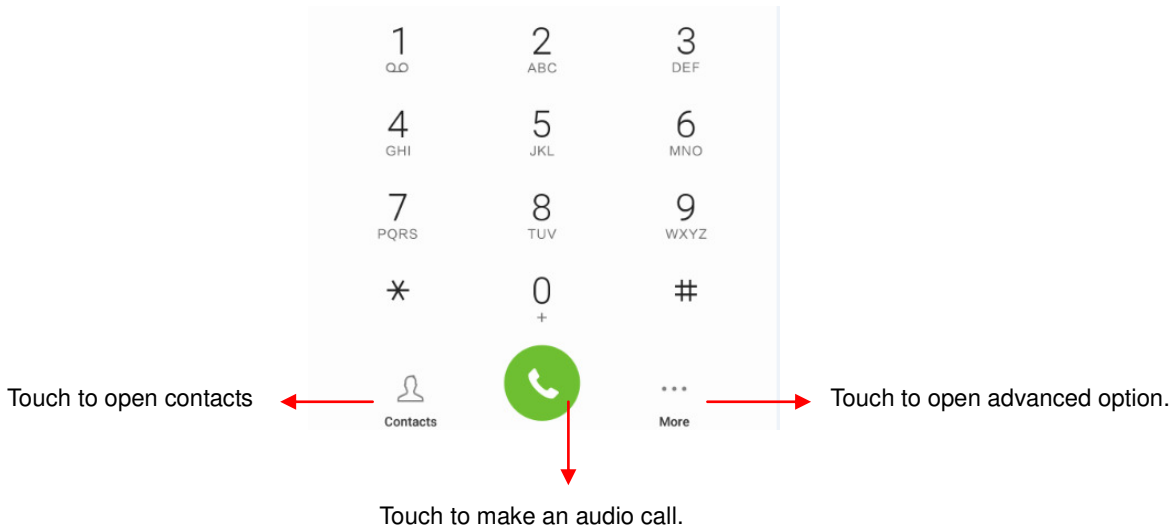 1 2 3
ABC DEF
4 5 6
GHI JKL MNO
7 8 9
PQRS TUV WXYZ
* 0 #
+
Touch to open contacts
Touch to open advanced option.
Contacts More
Touch to make an audio call.